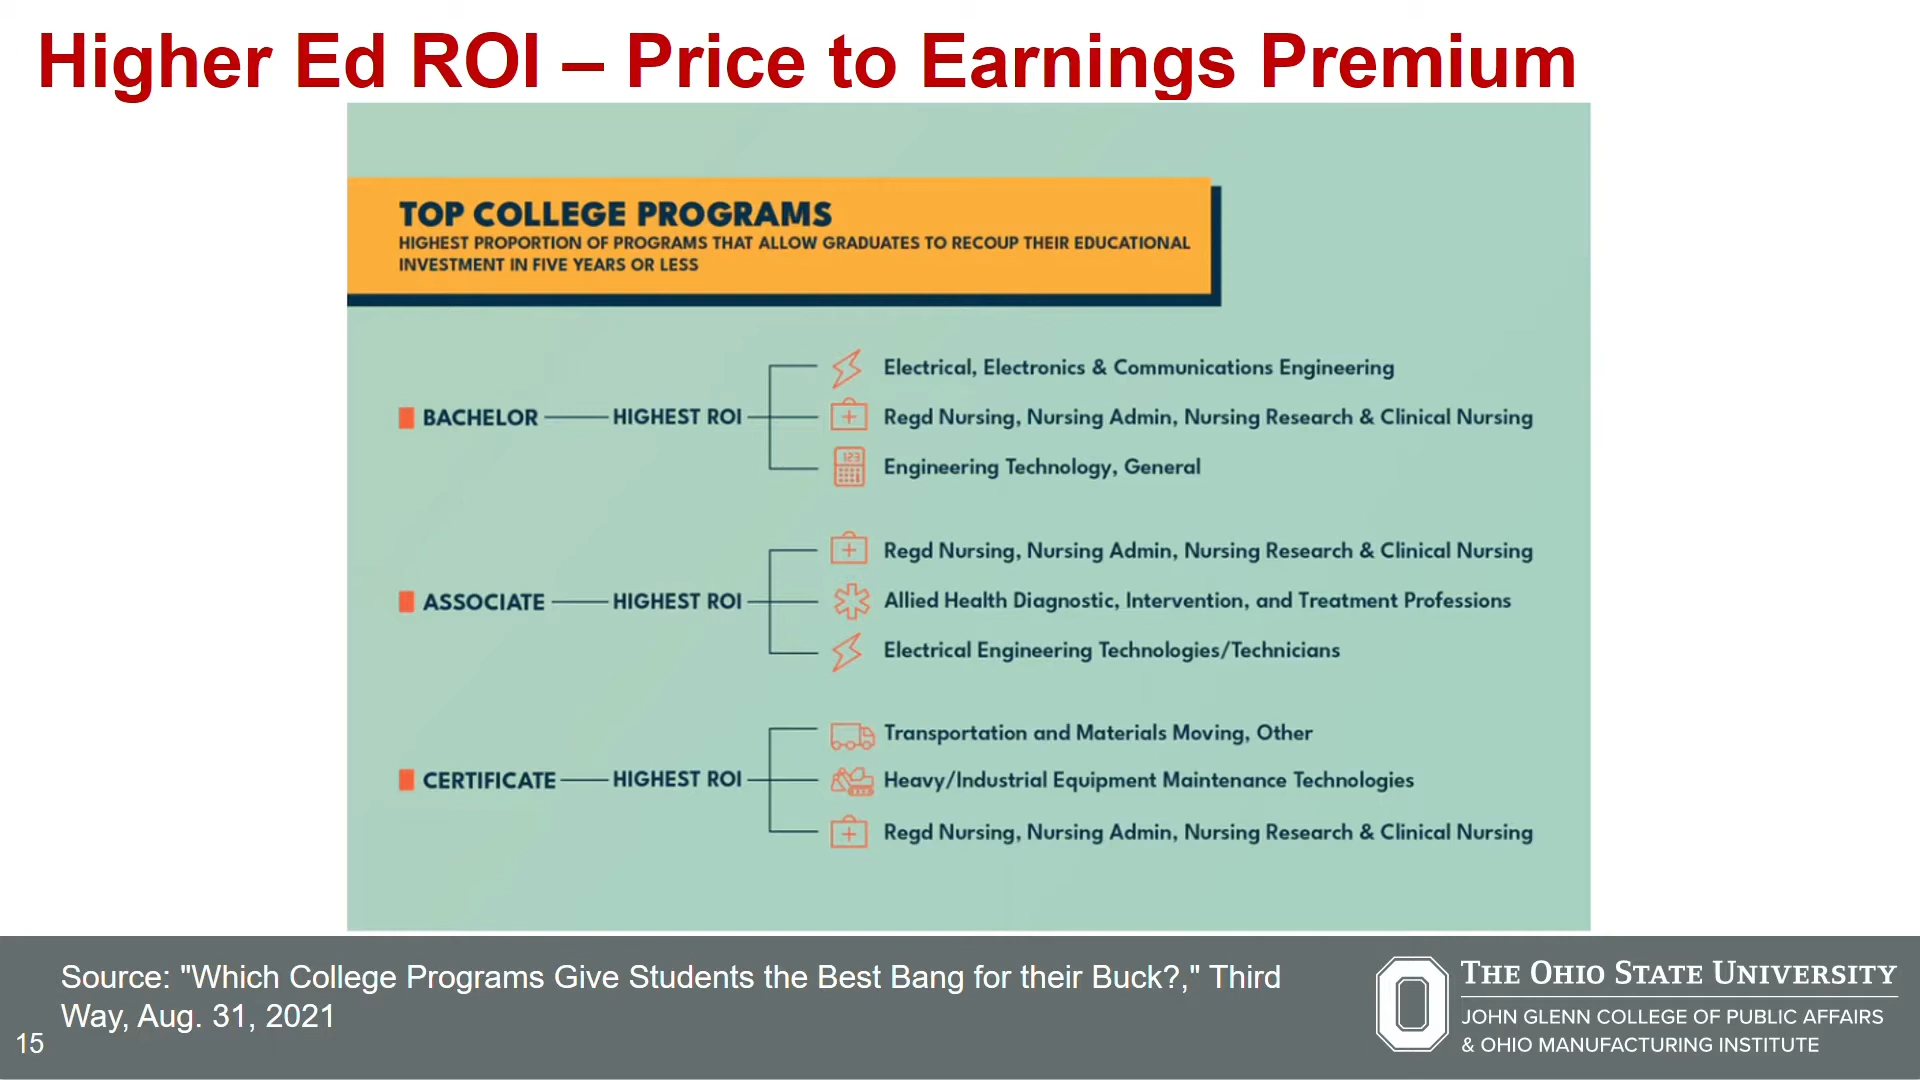 Higher Ed ROI – Price to Earnings Premium
TOP COLLEGE PROGRAMS
HIGHEST PROPORTION OF PROGRAMS THAT ALLOW GRADUATES TO RECOUP THEIR EDUCATIONAL
INVESTMENT IN FIVE YEARS OR LESS
BACHELOR
HIGHEST ROI
Electrical, Electronics & Communications Engineering
Regd Nursing, Nursing Admin, Nursing Research & Clinical Nursing
123
Engineering Technology, General
ASSOCIATE
HIGHEST ROI
Regd Nursing, Nursing Admin, Nursing Research & Clinical Nursing
Allied Health Diagnostic, Intervention, and Treatment Professions
Electrical Engineering Technologies/Technicians
CERTIFICATE
HIGHEST ROI
Transportation and Materials Moving, Other
Heavy/Industrial Equipment Maintenance Technologies
Regd Nursing, Nursing Admin, Nursing Research & Clinical Nursing
Source: "Which College Programs Give Students the Best Bang for their Buck?," Third
Way, Aug. 31, 2021
15
THE OHIO STATE UNIVERSITY
JOHN GLENN COLLEGE OF PUBLIC AFFAIRS
& OHIO MANUFACTURING INSTITUTE